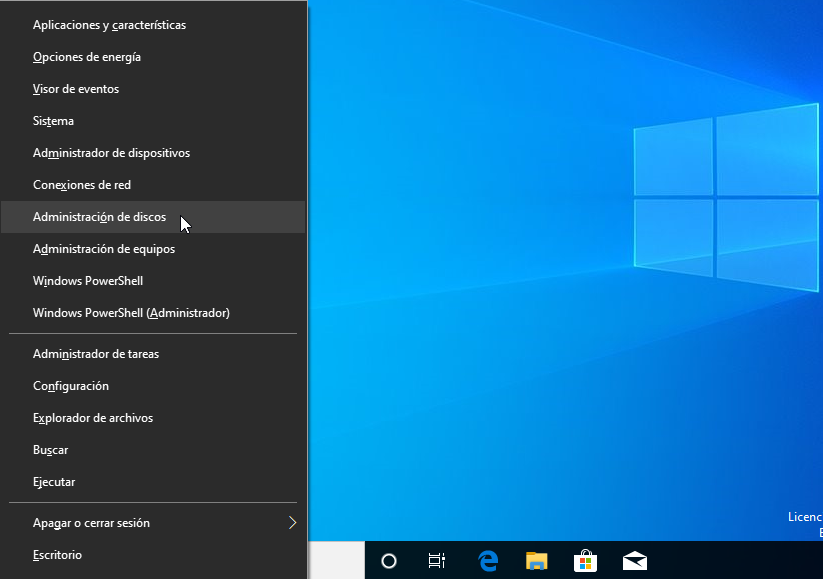 Aplicaciones y características
Opciones de energía
Visor de eventos
Sistema
Administrador de dispositivos
Conexiones de red
Administración de discos
Administración de equipos
Windows PowerShell
Windows PowerShell (Administrador)
Administrador de tareas
Configuración
Explorador de archivos
Buscar
Ejecutar
Apagar o cerrar sesión
Escritorio
Licenc